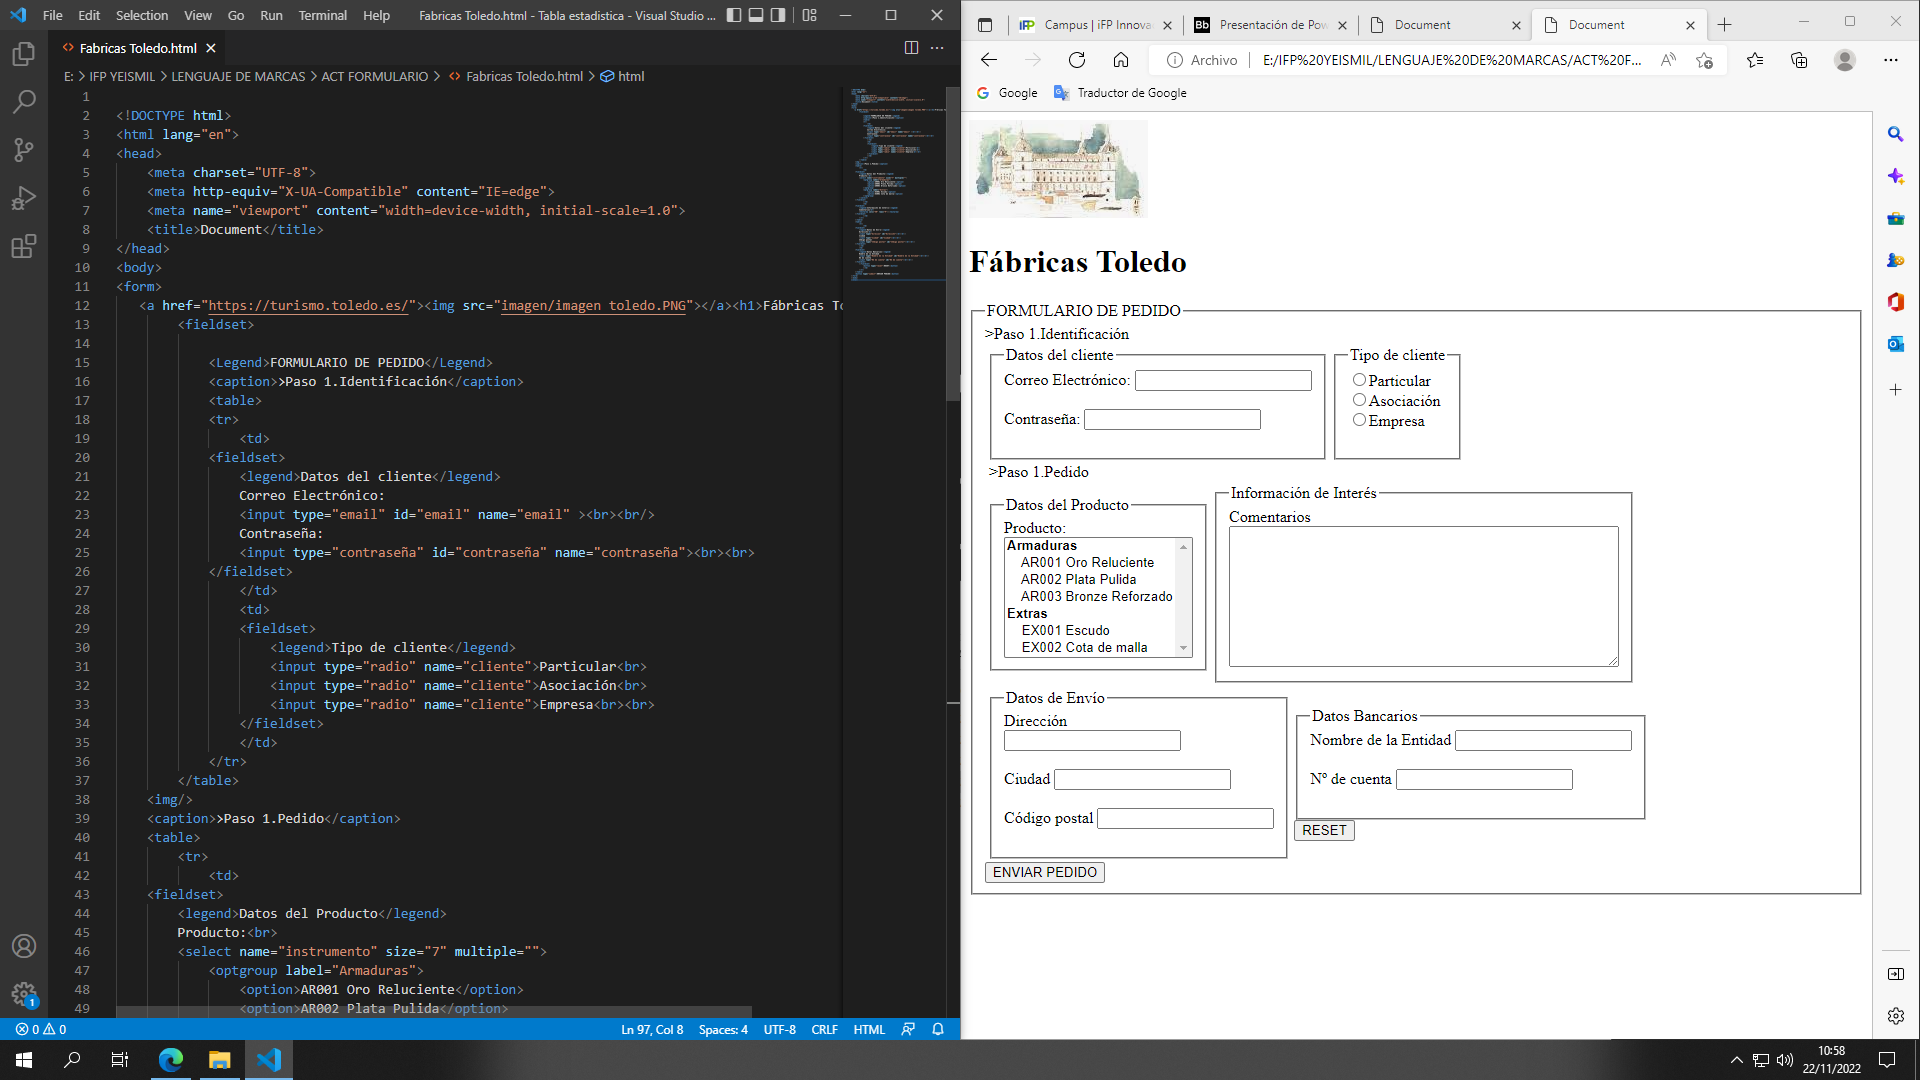 File Edit Selection View Go Run Terminal Help Fabricas Toledo.html - Tabla estadistica - Visual Studio ...
Fabricas Toledo.html
E: > IFP YEISMIL > LENGUAJE DE MARCAS > ACT FORMULARIO > Fabricas Toledo.html > html
1
2 <!DOCTYPE html>
3 <html lang="en">
4 <head>
5 <meta charset="UTF-8">
6 <meta http-equiv="X-UA-Compatible" content="IE=edge">
7 <meta name="viewport" content="width=device-width, initial-scale=1.0">
8 <title>Document</title>
9 </head>
10 <body>
11 <form>
12 <a href="https://turismo.toledo.es/"><img src="imagen/imagen toledo.PNG"></a><h1>Fábricas To
13 <fieldset>
14
15 <Legend>FORMULARIO DE PEDIDO</Legend>
16 <caption>>Paso 1.Identificación</caption>
17 <table>
18 <tr>
19 <td>
20 <fieldset>
21 <legend>Datos del cliente</legend>
22 Correo Electrónico:
23 <input type="email" id="email" name="email" ><br><br/>
24 Contraseña:
25 <input type="contraseña" id="contraseña" name="contraseña"><br><br>
26 </fieldset>
27 </td>
28 <td>
29 <fieldset>
30 <legend>Tipo de cliente</legend>
31 <input type="radio" name="cliente">Particular<br>
32 <input type="radio" name="cliente">Asociación<br>
33 <input type="radio" name="cliente">Empresa<br><br>
34 </fieldset>
35 </td>
36 </tr>
37 </table>
38 <img/>
39 <caption>>Paso 1.Pedido</caption>
40 <table>
41 <tr>
42 <td>
43 <fieldset>
44 <legend>Datos del Producto</legend>
45 Producto:<br>
46 <select name="instrumento" size="7" multiple="">
47 <optgroup label="Armaduras">
48 <option>AR001 Oro Reluciente</option>
49 <option>AR002 Plata Pulida</option>
1
0 0 Ln 97, Col 8 Spaces: 4 UTF-8 CRLF HTML
iFP Campus | iFP Innova Bb Presentación de Pow Document Document
Archivo E:/IFP%20YEISMIL/LENGUAJE%20DE%20MARCAS/ACT%20F...
Google Traductor de Google
Fábricas Toledo
FORMULARIO DE PEDIDO
>Paso 1.Identificación
Datos del cliente
Correo Electrónico:
Contraseña:
Tipo de cliente
Particular
Asociación
Empresa
>Paso 1.Pedido
Datos del Producto
Producto:
Armaduras
AR001 Oro Reluciente
AR002 Plata Pulida
AR003 Bronze Reforzado
Extras
EX001 Escudo
EX002 Cota de malla
Información de Interés
Comentarios
Datos de Envío
Dirección
Ciudad
Código postal
Datos Bancarios
Nombre de la Entidad
Nº de cuenta
RESET
ENVIAR PEDIDO
10:58
22/11/2022